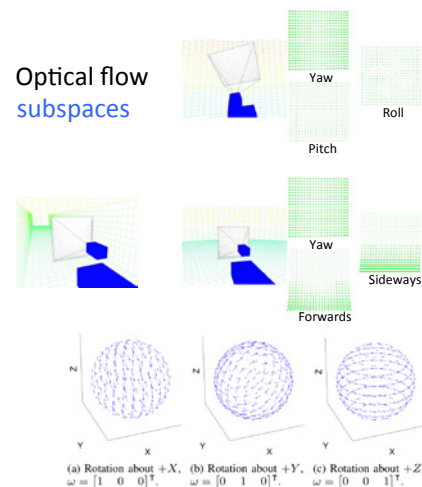 Optical flow
subspaces
Yaw
Roll
Pitch
Yaw
Sideways
Forwards
Z
Y
X
Z
Y
X
Z
Y
X
(a) Rotation about +X,
ω = [1 0 0]ᵀ.
(b) Rotation about +Y,
ω = [0 1 0]ᵀ.
(c) Rotation about +Z,
ω = [0 0 1]ᵀ.